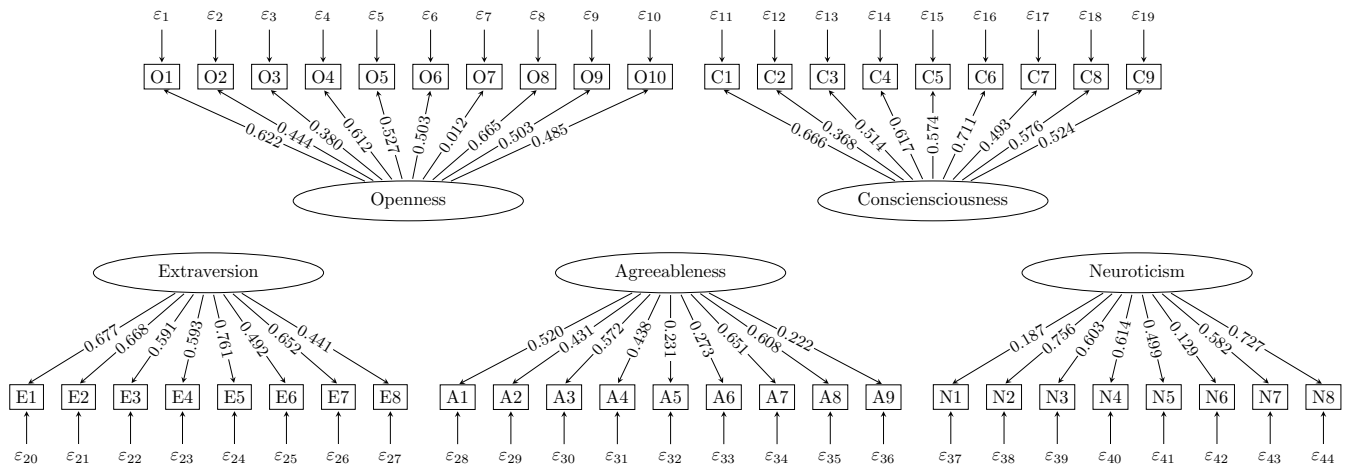 ε1 ε2 ε3 ε4 ε5 ε6 ε7 ε8 ε9 ε10 ε11 ε12 ε13 ε14 ε15 ε16 ε17 ε18 ε19
O1 O2 O3 O4 O5 O6 O7 O8 O9 O10 C1 C2 C3 C4 C5 C6 C7 C8 C9
0.622 0.444 0.380 0.612 0.527 0.503 0.012 0.665 0.503 0.485 0.666 0.368 0.514 0.617 0.574 0.711 0.493 0.576 0.524
Openness Consciensciousness
Extraversion Agreeableness Neuroticism
0.677 0.668 0.591 0.593 0.761 0.492 0.652 0.441 0.520 0.431 0.572 0.438 0.231 0.273 0.651 0.608 0.222 0.187 0.756 0.603 0.614 0.499 0.129 0.582 0.727
E1 E2 E3 E4 E5 E6 E7 E8 A1 A2 A3 A4 A5 A6 A7 A8 A9 N1 N2 N3 N4 N5 N6 N7 N8
ε20 ε21 ε22 ε23 ε24 ε25 ε26 ε27 ε28 ε29 ε30 ε31 ε32 ε33 ε34 ε35 ε36 ε37 ε38 ε39 ε40 ε41 ε42 ε43 ε44